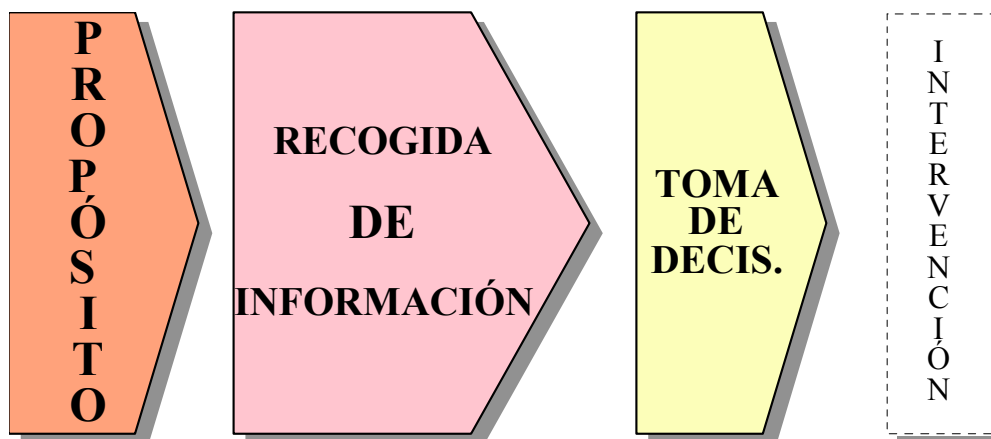 PROPÓSITO
RECOGIDA
DE
INFORMACIÓN
TOMA
DE
DECIS.
INTERVENCIÓN